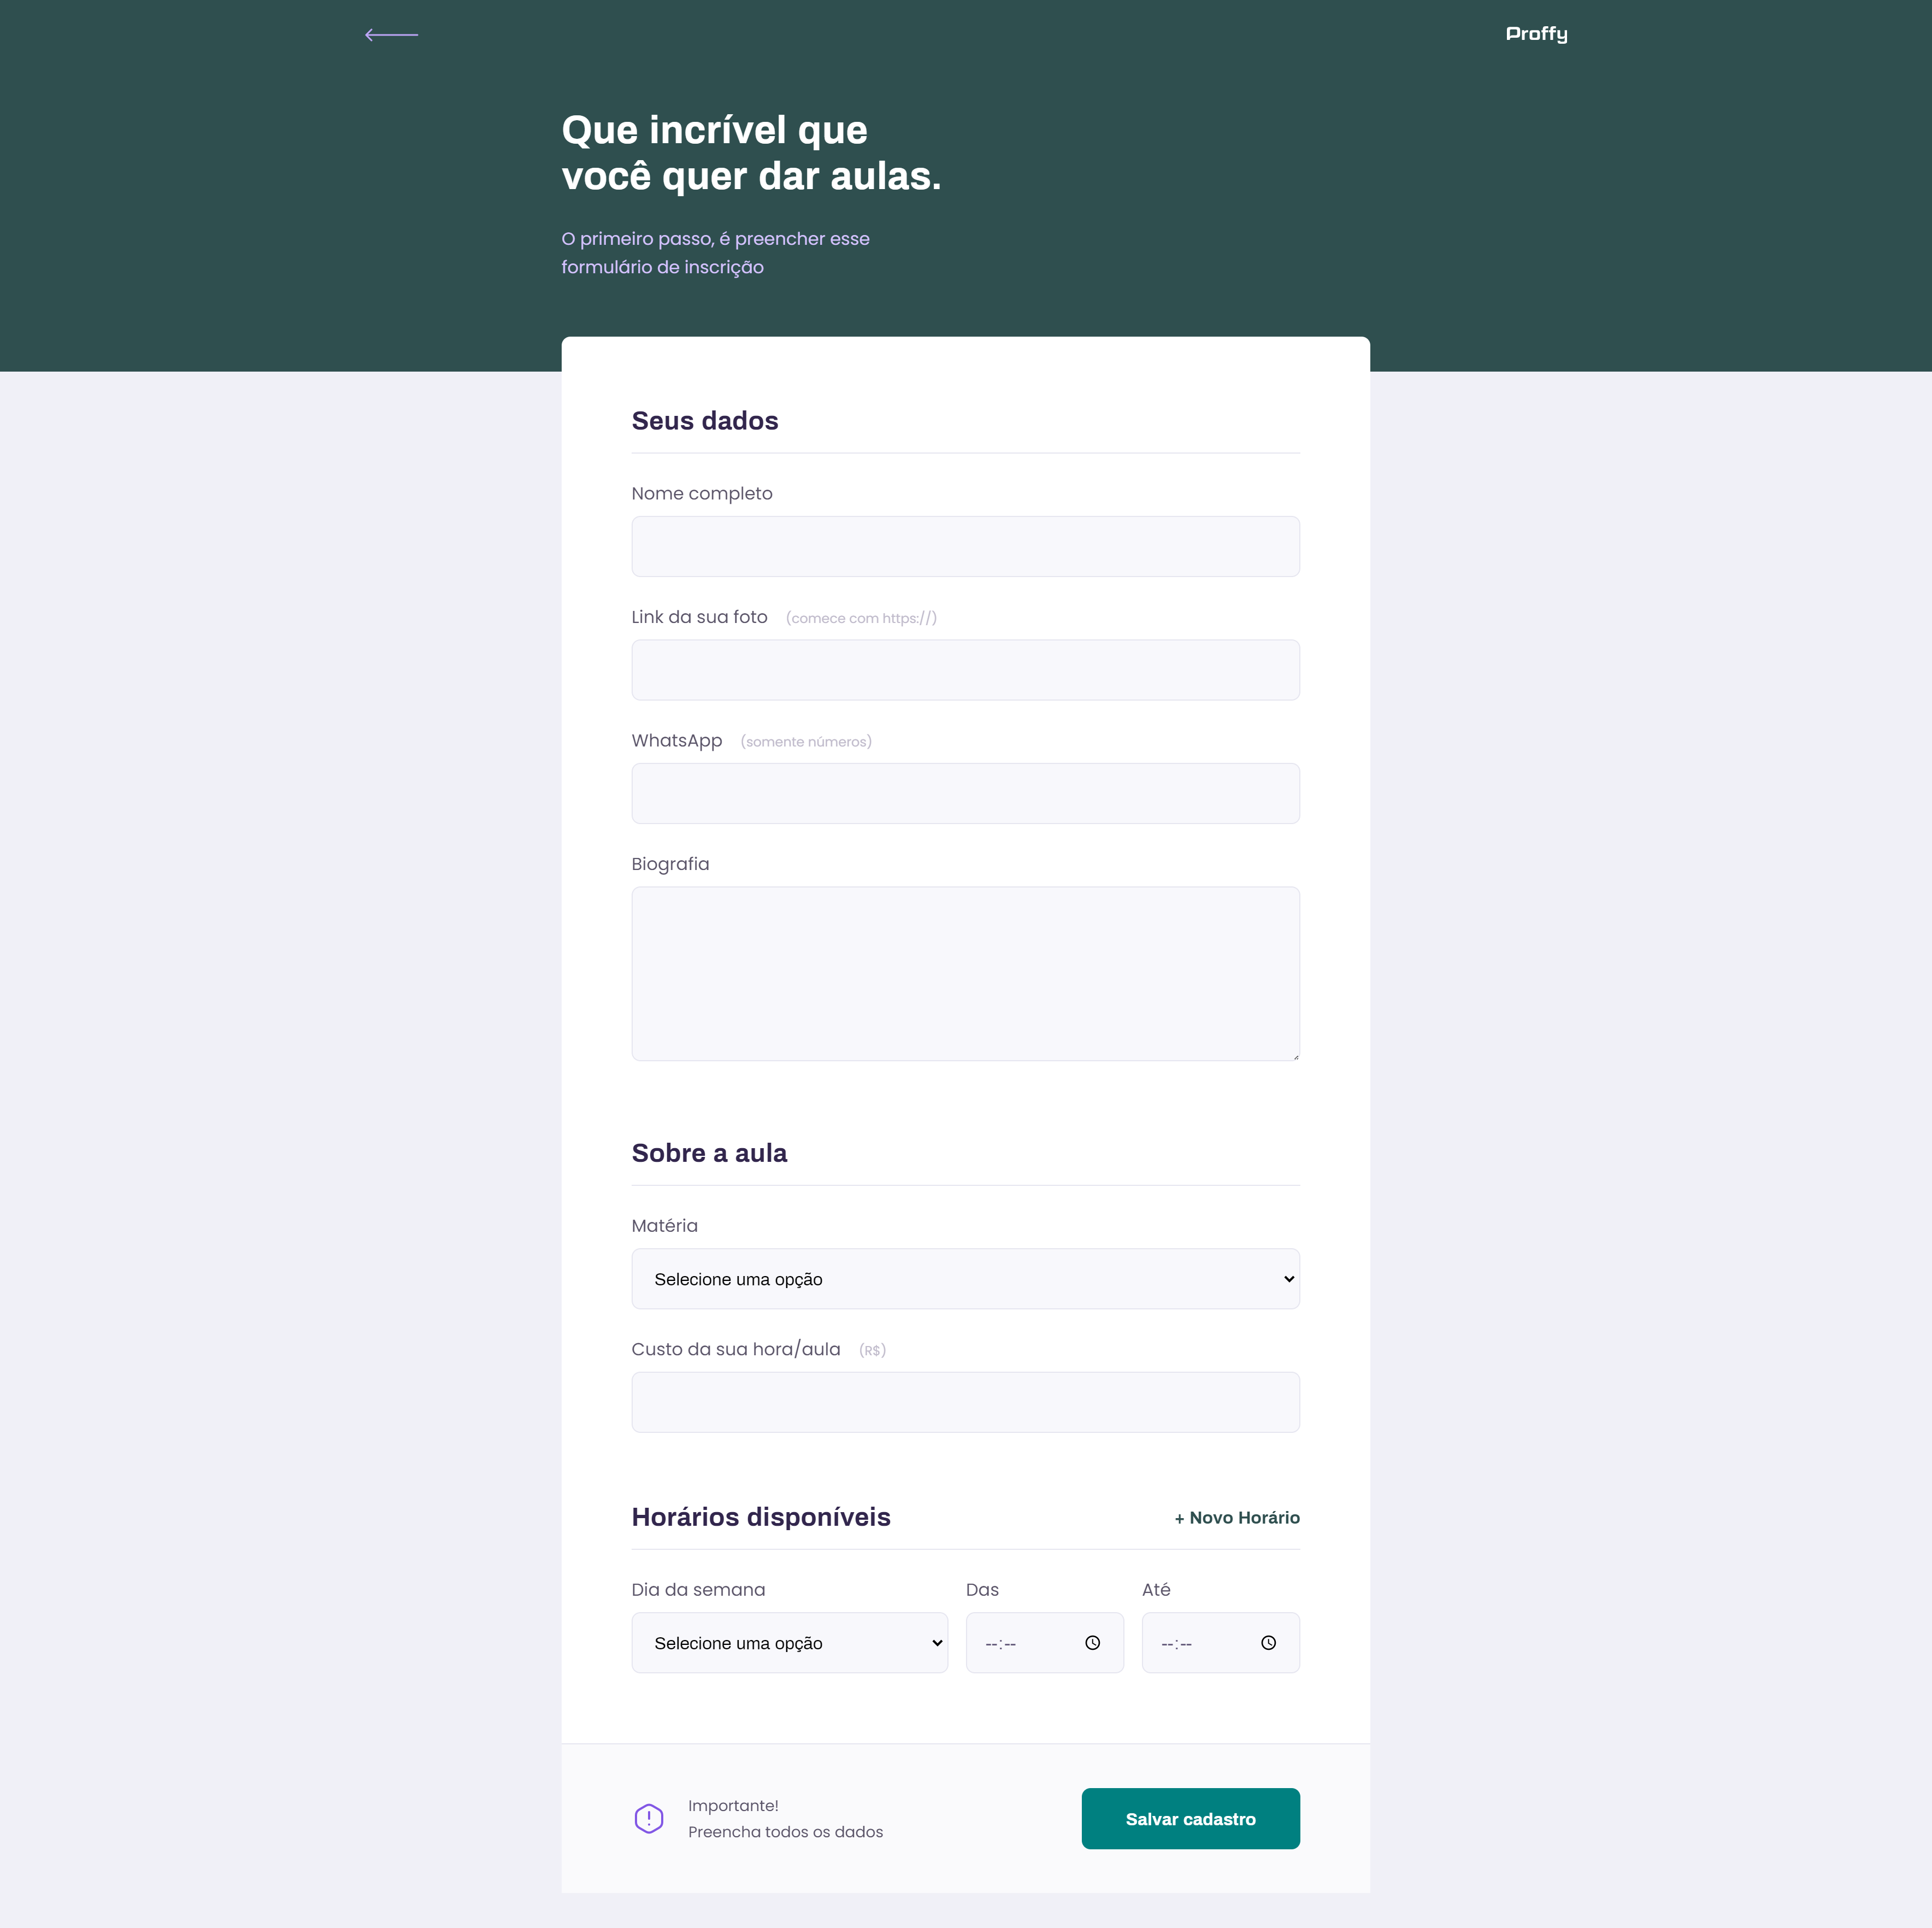 Proffy
Que incrível que
você quer dar aulas.
O primeiro passo, é preencher esse
formulário de inscrição
Seus dados
Nome completo
Link da sua foto (comece com https://)
WhatsApp (somente números)
Biografia
Sobre a aula
Matéria
Selecione uma opção
Custo da sua hora/aula (R$)
Horários disponíveis + Novo Horário
Dia da semana Das Até
Selecione uma opção --:-- --:--
Importante!
Preencha todos os dados
Salvar cadastro